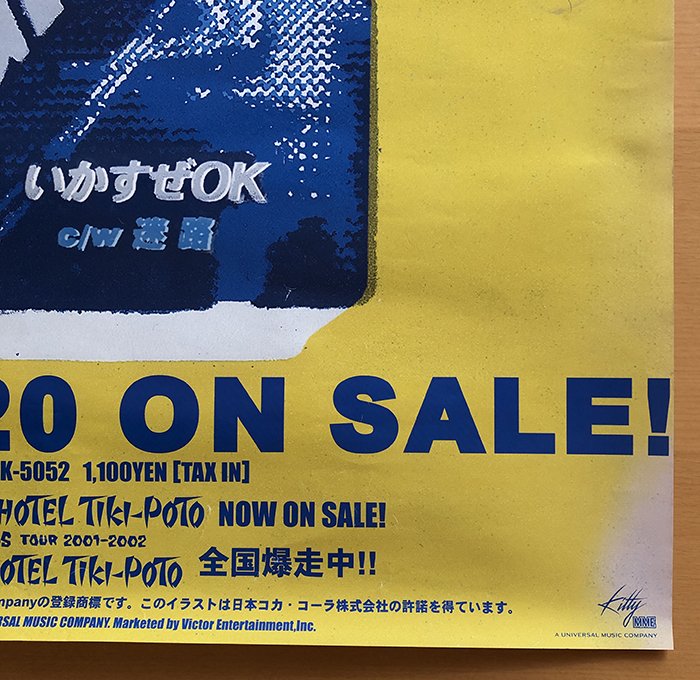 いかすぜOK
c/w 迷路
20 ON SALE!
K-5052 1,100YEN [TAX IN]
HOTEL TIKI-POTO NOW ON SALE!
S TOUR 2001-2002
OTEL TIKI-POTO 全国爆走中!!
ompanyの登録商標です。このイラストは日本コカ・コーラ株式会社の許諾を得ています。
RSAL MUSIC COMPANY. Marketed by Victor Entertainment,Inc.
Kitty
MME
A UNIVERSAL MUSIC COMPANY